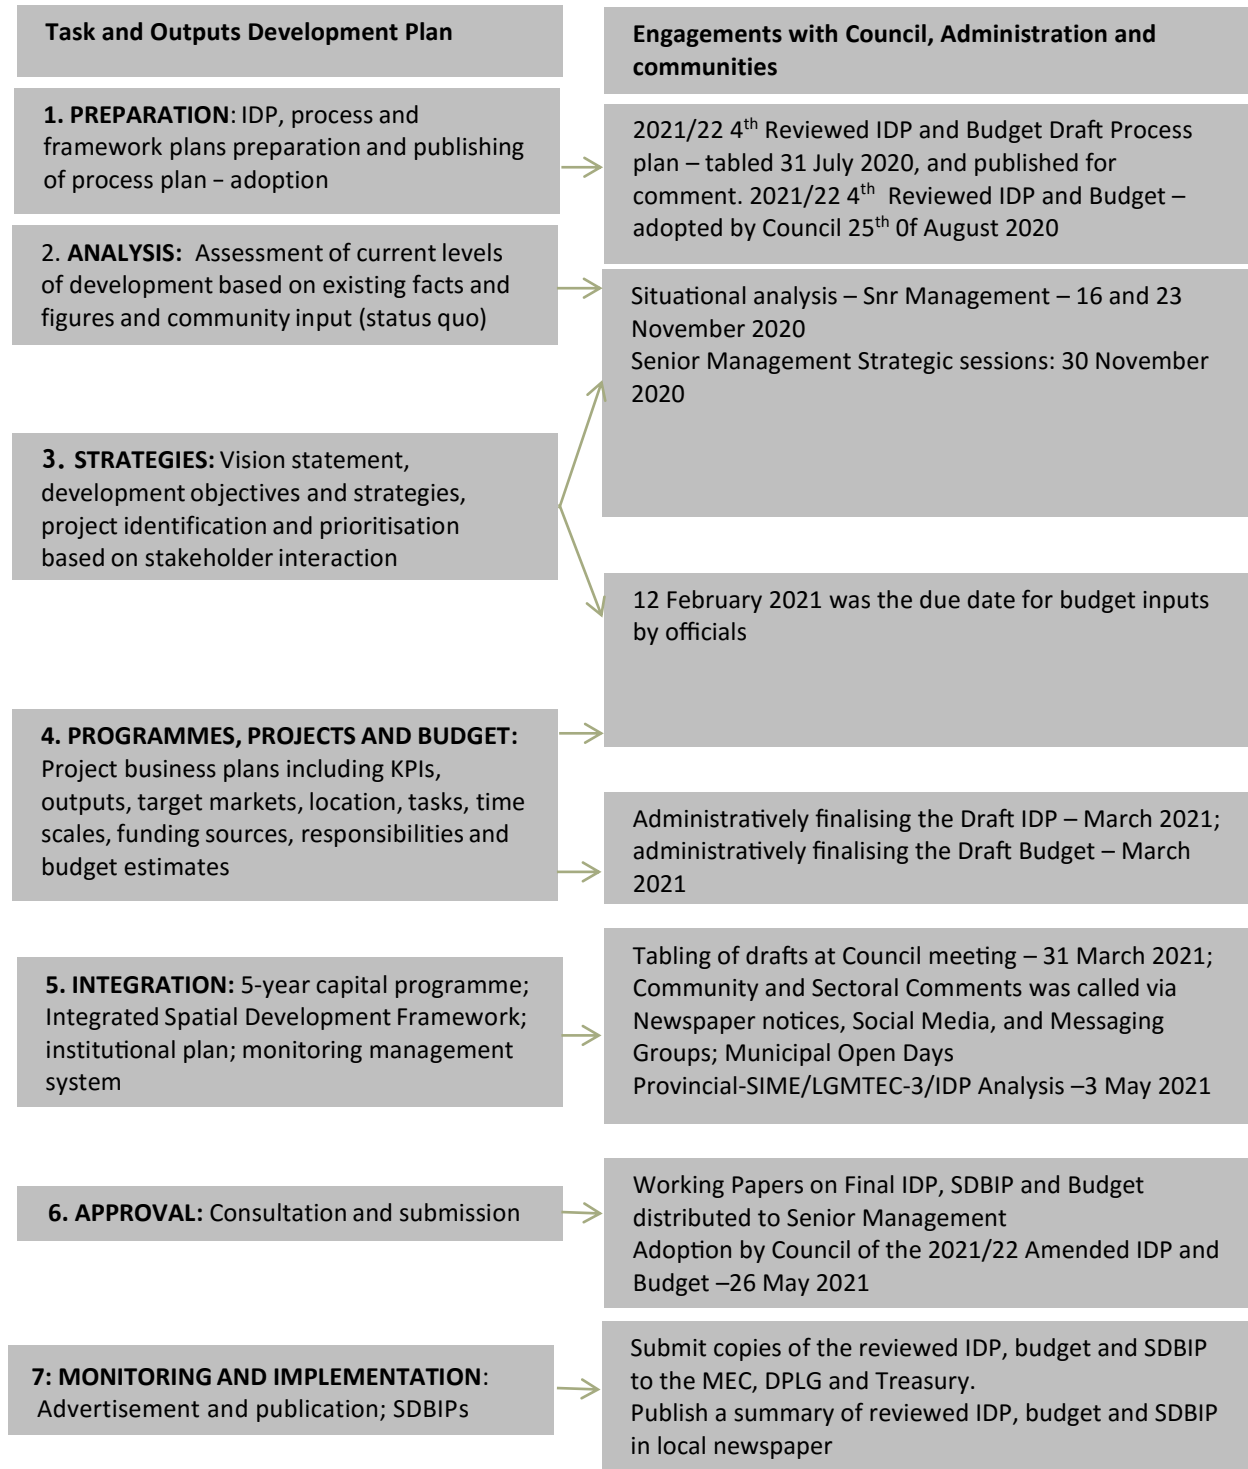 Task and Outputs Development Plan
Engagements with Council, Administration and
communities
1. PREPARATION: IDP, process and
framework plans preparation and publishing
of process plan – adoption
2021/22 4th Reviewed IDP and Budget Draft Process
plan – tabled 31 July 2020, and published for
comment. 2021/22 4th Reviewed IDP and Budget –
adopted by Council 25th 0f August 2020
2. ANALYSIS: Assessment of current levels
of development based on existing facts and
figures and community input (status quo)
Situational analysis – Snr Management – 16 and 23
November 2020
Senior Management Strategic sessions: 30 November
2020
3. STRATEGIES: Vision statement,
development objectives and strategies,
project identification and prioritisation
based on stakeholder interaction
12 February 2021 was the due date for budget inputs
by officials
4. PROGRAMMES, PROJECTS AND BUDGET:
Project business plans including KPIs,
outputs, target markets, location, tasks, time
scales, funding sources, responsibilities and
budget estimates
Administratively finalising the Draft IDP – March 2021;
administratively finalising the Draft Budget – March
2021
5. INTEGRATION: 5-year capital programme;
Integrated Spatial Development Framework;
institutional plan; monitoring management
system
Tabling of drafts at Council meeting – 31 March 2021;
Community and Sectoral Comments was called via
Newspaper notices, Social Media, and Messaging
Groups; Municipal Open Days
Provincial-SIME/LGMTEC-3/IDP Analysis –3 May 2021
6. APPROVAL: Consultation and submission
Working Papers on Final IDP, SDBIP and Budget
distributed to Senior Management
Adoption by Council of the 2021/22 Amended IDP and
Budget –26 May 2021
7: MONITORING AND IMPLEMENTATION:
Advertisement and publication; SDBIPs
Submit copies of the reviewed IDP, budget and SDBIP
to the MEC, DPLG and Treasury.
Publish a summary of reviewed IDP, budget and SDBIP
in local newspaper